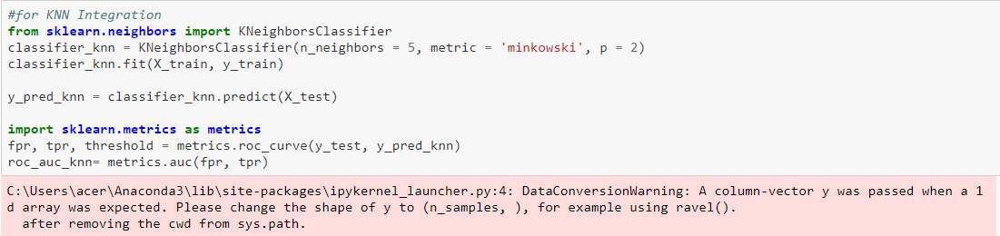 #for KNN Integration
from sklearn.neighbors import KNeighborsClassifier
classifier_knn = KNeighborsClassifier(n_neighbors = 5, metric = 'minkowski', p = 2)
classifier_knn.fit(X_train, y_train)
y_pred_knn = classifier_knn.predict(X_test)
import sklearn.metrics as metrics
fpr, tpr, threshold = metrics.roc_curve(y_test, y_pred_knn)
roc_auc_knn= metrics.auc(fpr, tpr)
C:\Users\acer\Anaconda3\lib\site-packages\ipykernel_launcher.py:4: DataConversionWarning: A column-vector y was passed when a 1
d array was expected. Please change the shape of y to (n_samples, ), for example using ravel().
  after removing the cwd from sys.path.